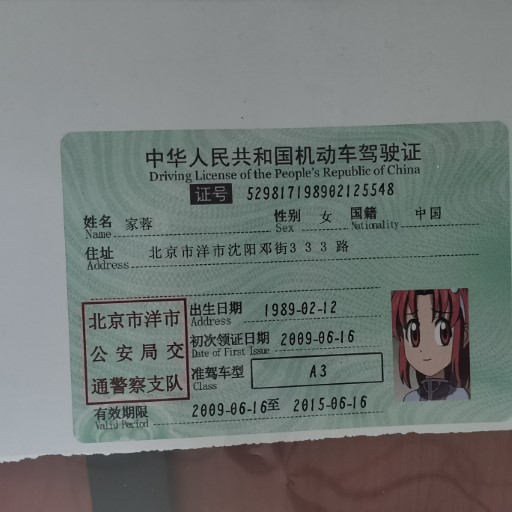 中华人民共和国机动车驾驶证
Driving License of the People's Republic of China
证号 529817198902125548
姓名 家蓉 性别 女 国籍 中国
Name Sex Nationality
住址 北京市洋市沈阳邓街333路
Address
出生日期 1989-02-12
Address
北京市洋市
公安局交
通警察支队
初次领证日期 2009-06-16
Date of First Issue
准驾车型 A3
Class
有效期限 2009-06-16至 2015-06-16
Valid Period